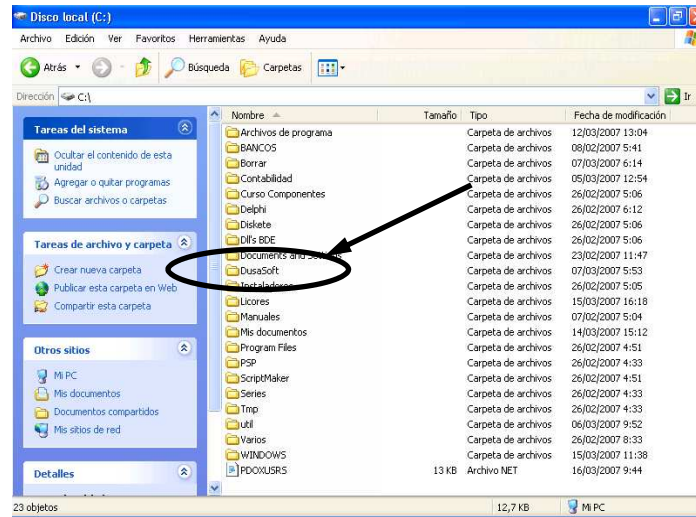 Disco local (C:)
Archivo Edición Ver Favoritos Herramientas Ayuda
Atrás Búsqueda Carpetas
Dirección C:\ Ir
Tareas del sistema
Ocultar el contenido de esta
unidad
Agregar o quitar programas
Buscar archivos o carpetas
Tareas de archivo y carpeta
Crear nueva carpeta
Publicar esta carpeta en Web
Compartir esta carpeta
Otros sitios
Mi PC
Mis documentos
Documentos compartidos
Mis sitios de red
Detalles
Nombre Tamaño Tipo Fecha de modificación
Archivos de programa Carpeta de archivos 12/03/2007 13:04
BANCOS Carpeta de archivos 08/02/2007 5:41
Borrar Carpeta de archivos 07/03/2007 6:14
Contabilidad Carpeta de archivos 05/03/2007 12:54
Curso Componentes Carpeta de archivos 26/02/2007 5:06
Delphi Carpeta de archivos 26/02/2007 6:12
Diskete Carpeta de archivos 26/02/2007 5:06
Dll's BDE Carpeta de archivos 26/02/2007 5:06
Documents and Settings Carpeta de archivos 23/02/2007 11:47
DusaSoft Carpeta de archivos 07/03/2007 5:53
Instaladores Carpeta de archivos 26/02/2007 5:05
Licores Carpeta de archivos 15/03/2007 16:18
Manuales Carpeta de archivos 07/02/2007 5:04
Mis documentos Carpeta de archivos 14/03/2007 15:12
Program Files Carpeta de archivos 26/02/2007 4:51
PSP Carpeta de archivos 26/02/2007 4:33
ScriptMaker Carpeta de archivos 26/02/2007 4:51
Series Carpeta de archivos 26/02/2007 4:33
Tmp Carpeta de archivos 26/02/2007 4:33
util Carpeta de archivos 06/03/2007 9:52
Varios Carpeta de archivos 26/02/2007 8:33
WINDOWS Carpeta de archivos 15/03/2007 11:38
PDOXUSRS 13 KB Archivo NET 16/03/2007 9:44
23 objetos 12,7 KB Mi PC